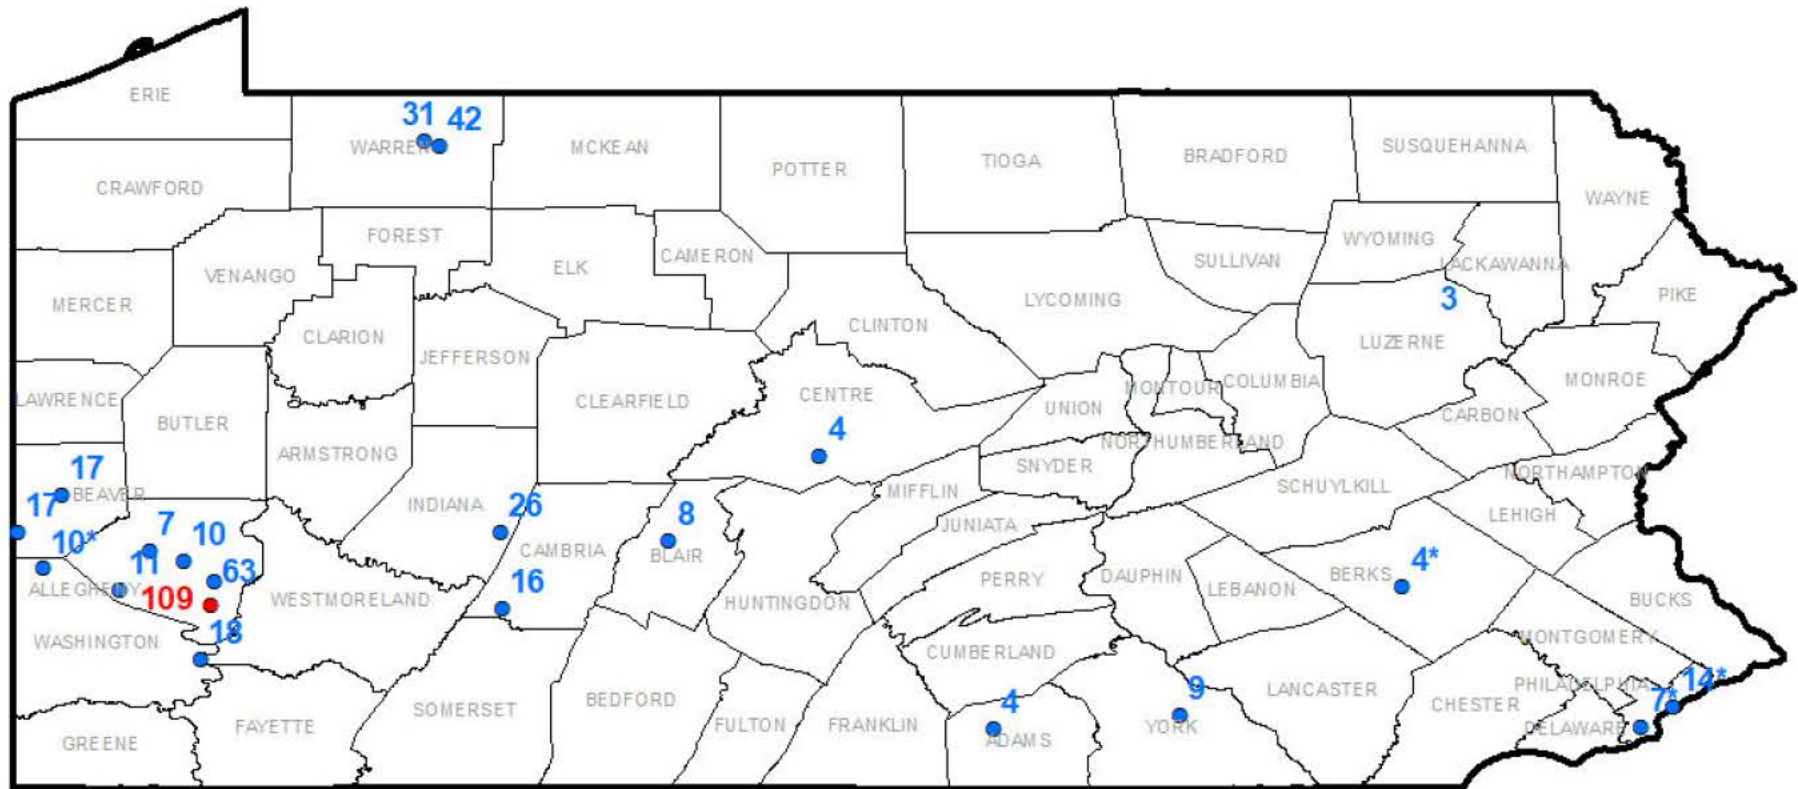 ERIE
31 42
WARREN
MCKEAN
POTTER
TIOGA
BRADFORD
SUSQUEHANNA
CRAWFORD
WAYNE
FOREST
VENANGO
ELK
CAMERON
SULLIVAN
WYOMING
LACKAWANNA
MERCER
LYCOMING
3
PIKE
CLARION
JEFFERSON
CLINTON
LUZERNE
LAWRENCE
BUTLER
CLEARFIELD
CENTRE
4
UNION
MONTOUR
COLUMBIA
MONROE
CARBON
ARMSTRONG
SNYDER
NORTHUMBERLAND
NORTHAMPTON
17
BEAVER
17
INDIANA
26
8
MIFFLIN
SCHUYLKILL
LEHIGH
10*
7
10
11
63
CAMBRIA
BLAIR
JUNIATA
4*
ALLEGHENY
109
WESTMORELAND
16
HUNTINGDON
PERRY
DAUPHIN
LEBANON
BERKS
BUCKS
WASHINGTON
18
CUMBERLAND
MONTGOMERY
GREENE
FAYETTE
SOMERSET
BEDFORD
FULTON
FRANKLIN
4
ADAMS
9
YORK
LANCASTER
CHESTER
PHILADELPHIA
14*
7*
DELAWARE